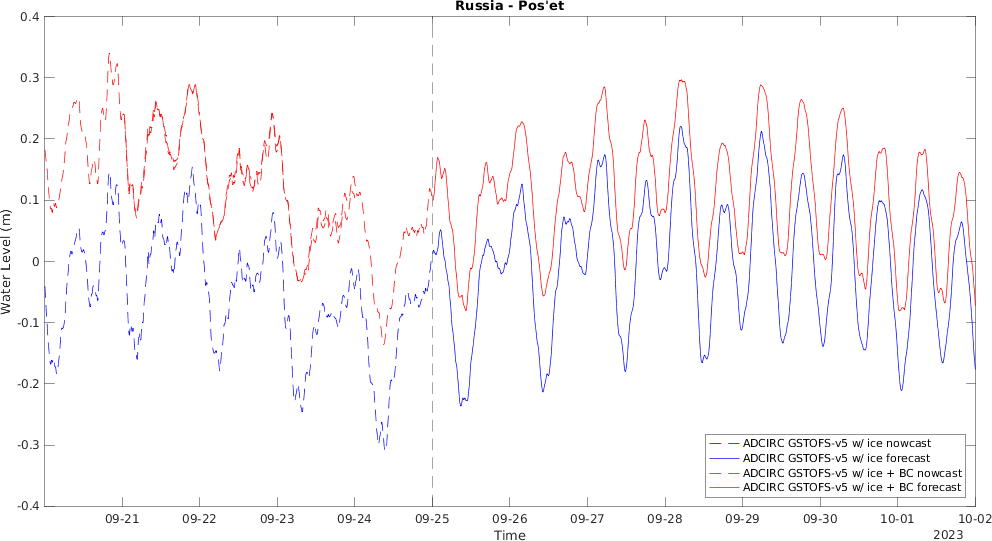 Russia - Pos'et
Water Level (m)
0.4
0.3
0.2
0.1
0
-0.1
-0.2
-0.3
-0.4
ADCIRC GSTOFS-v5 w/ ice nowcast
ADCIRC GSTOFS-v5 w/ ice forecast
ADCIRC GSTOFS-v5 w/ ice + BC nowcast
ADCIRC GSTOFS-v5 w/ ice + BC forecast
09-21 09-22 09-23 09-24 09-25 09-26 09-27 09-28 09-29 09-30 10-01 10-02
Time
2023